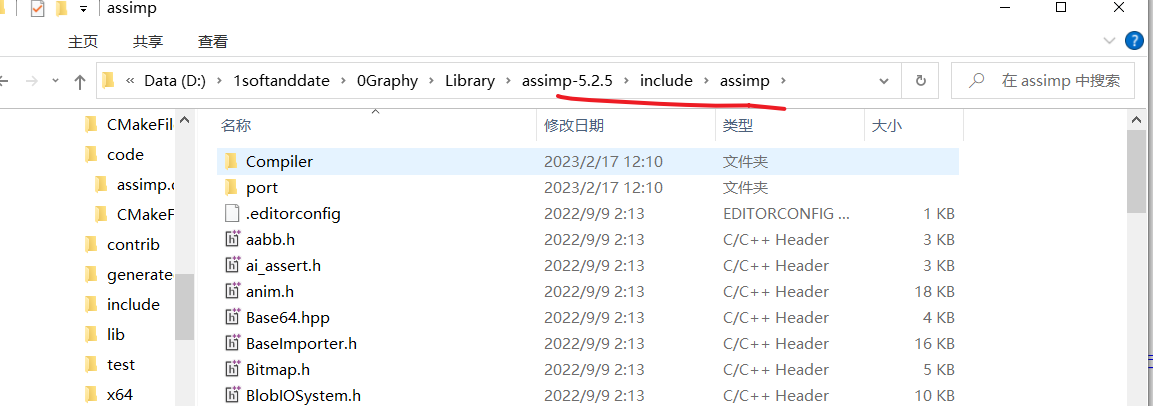 assimp
主页 共享 查看
« Data (D:) › 1softanddate › 0Graphy › Library › assimp-5.2.5 › include › assimp ›
在 assimp 中搜索
CMakeFil
code
assimp.
CMakeF
contrib
generate
include
lib
test
x64
名称 修改日期 类型 大小
Compiler 2023/2/17 12:10 文件夹
port 2023/2/17 12:10 文件夹
.editorconfig 2022/9/9 2:13 EDITORCONFIG ... 1 KB
aabb.h 2022/9/9 2:13 C/C++ Header 3 KB
ai_assert.h 2022/9/9 2:13 C/C++ Header 3 KB
anim.h 2022/9/9 2:13 C/C++ Header 18 KB
Base64.hpp 2022/9/9 2:13 C/C++ Header 4 KB
BaseImporter.h 2022/9/9 2:13 C/C++ Header 16 KB
Bitmap.h 2022/9/9 2:13 C/C++ Header 5 KB
BlobIOSystem.h 2022/9/9 2:13 C/C++ Header 10 KB